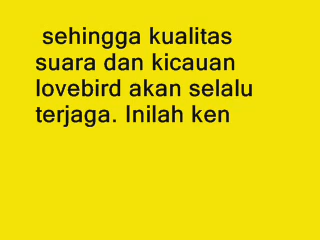 sehingga kualitas
suara dan kicauan
lovebird akan selalu
terjaga. Inilah ken